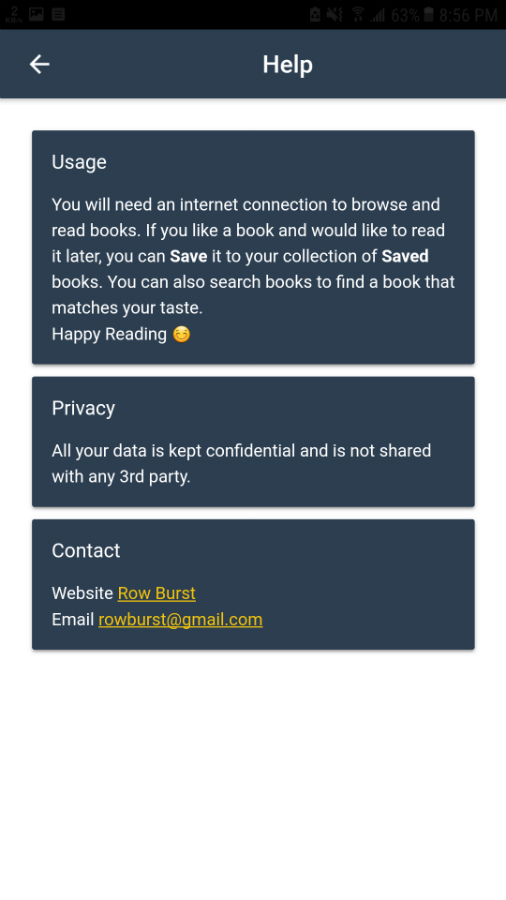 2
KB/s
63%
8:56 PM
Help
Usage
You will need an internet connection to browse and
read books. If you like a book and would like to read
it later, you can Save it to your collection of Saved
books. You can also search books to find a book that
matches your taste.
Happy Reading 😊
Privacy
All your data is kept confidential and is not shared
with any 3rd party.
Contact
Website Row Burst
Email rowburst@gmail.com